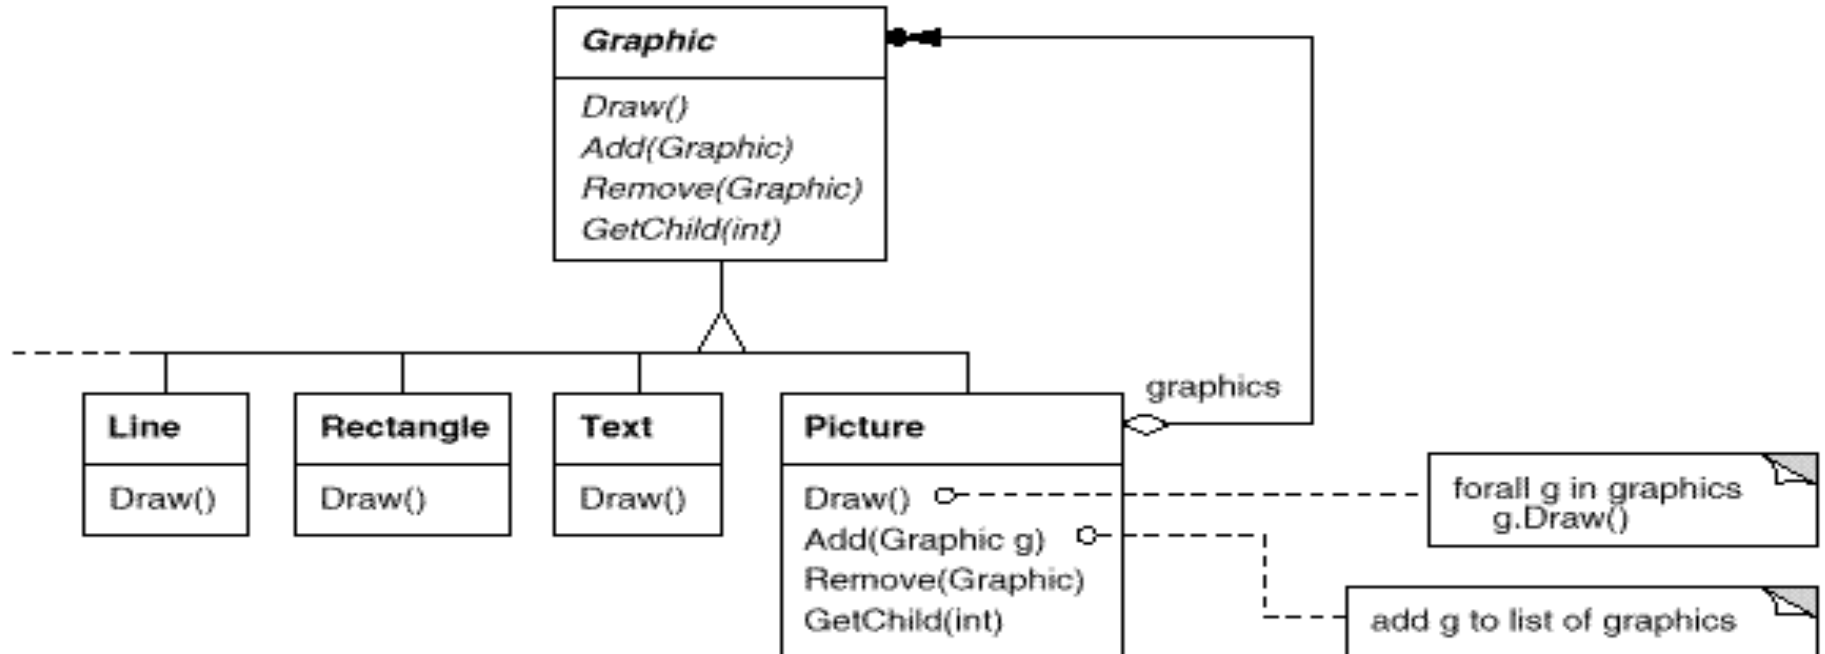 Graphic
Draw()
Add(Graphic)
Remove(Graphic)
GetChild(int)
graphics
Line
Draw()
Rectangle
Draw()
Text
Draw()
Picture
Draw()
Add(Graphic g)
Remove(Graphic)
GetChild(int)
forall g in graphics
g.Draw()
add g to list of graphics